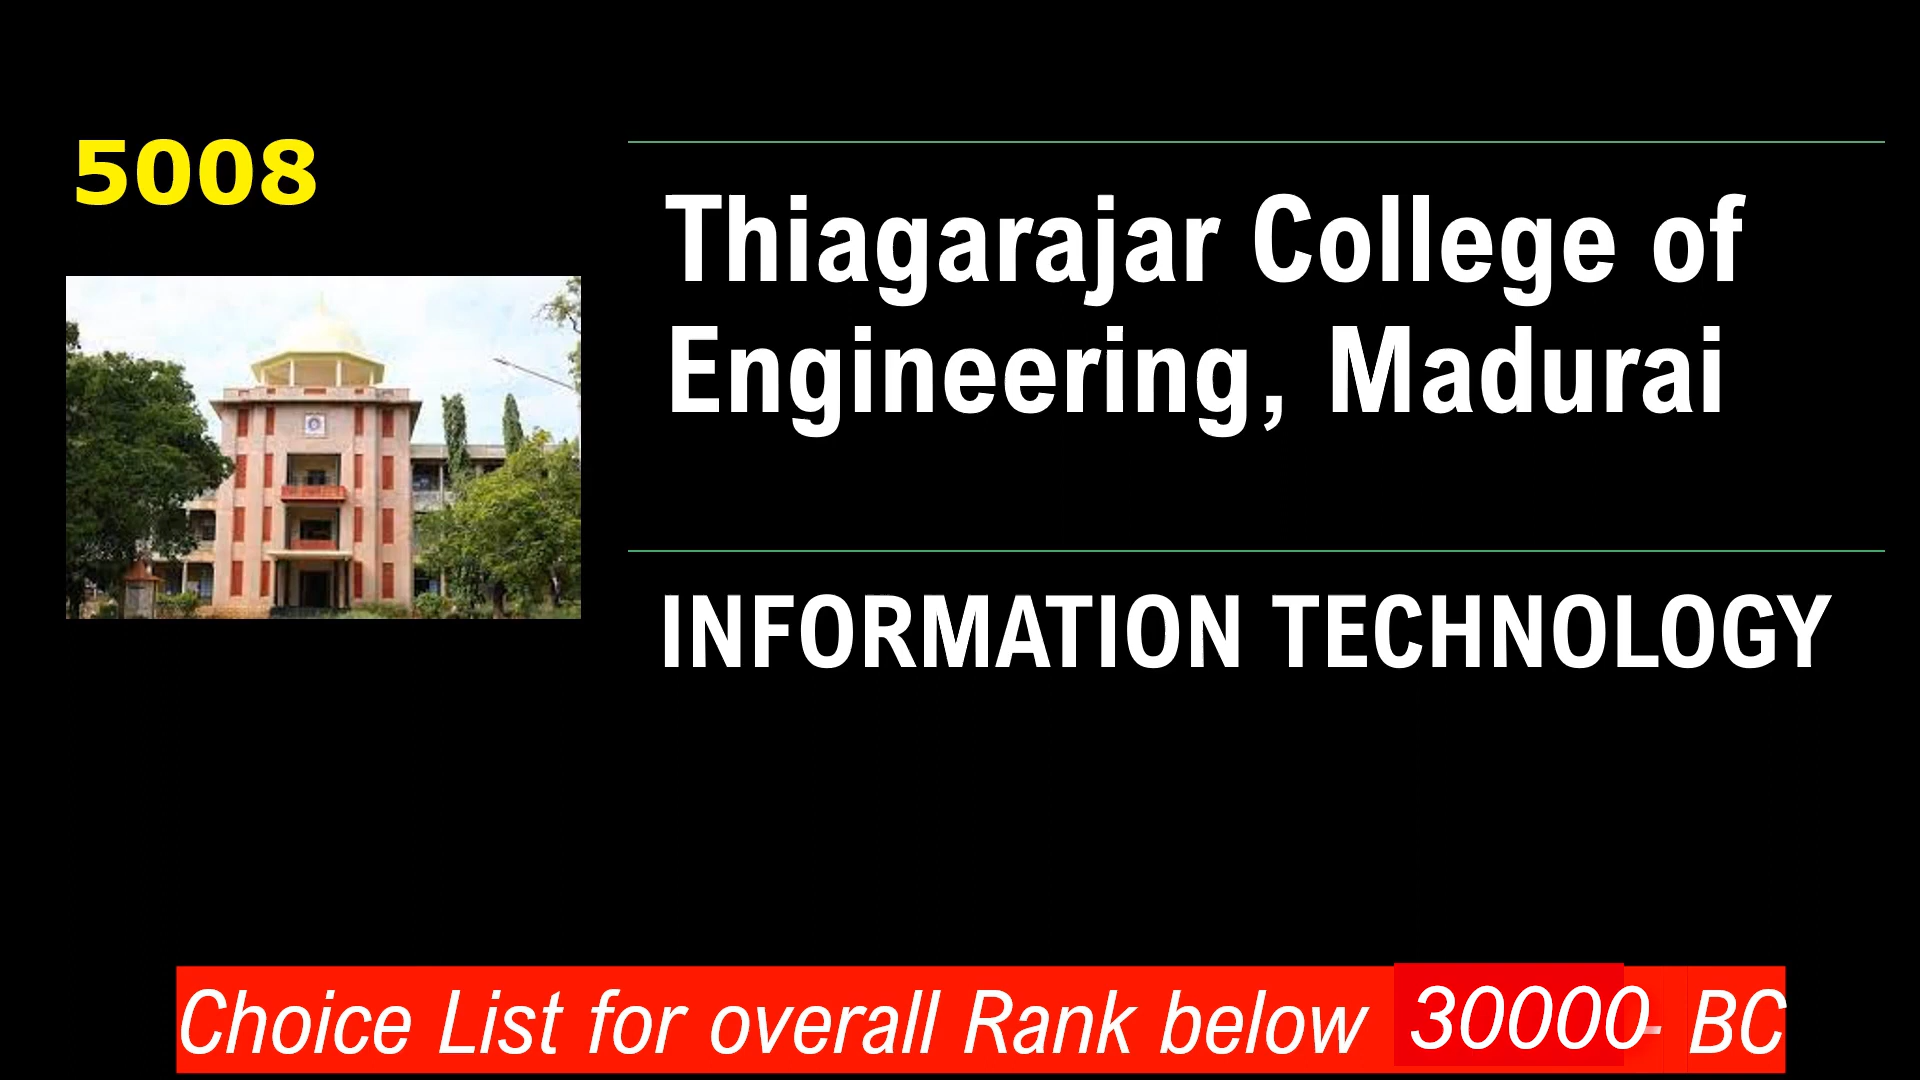 5008
Thiagarajar College of
Engineering, Madurai
INFORMATION TECHNOLOGY
Choice List for overall Rank below 30000- BC